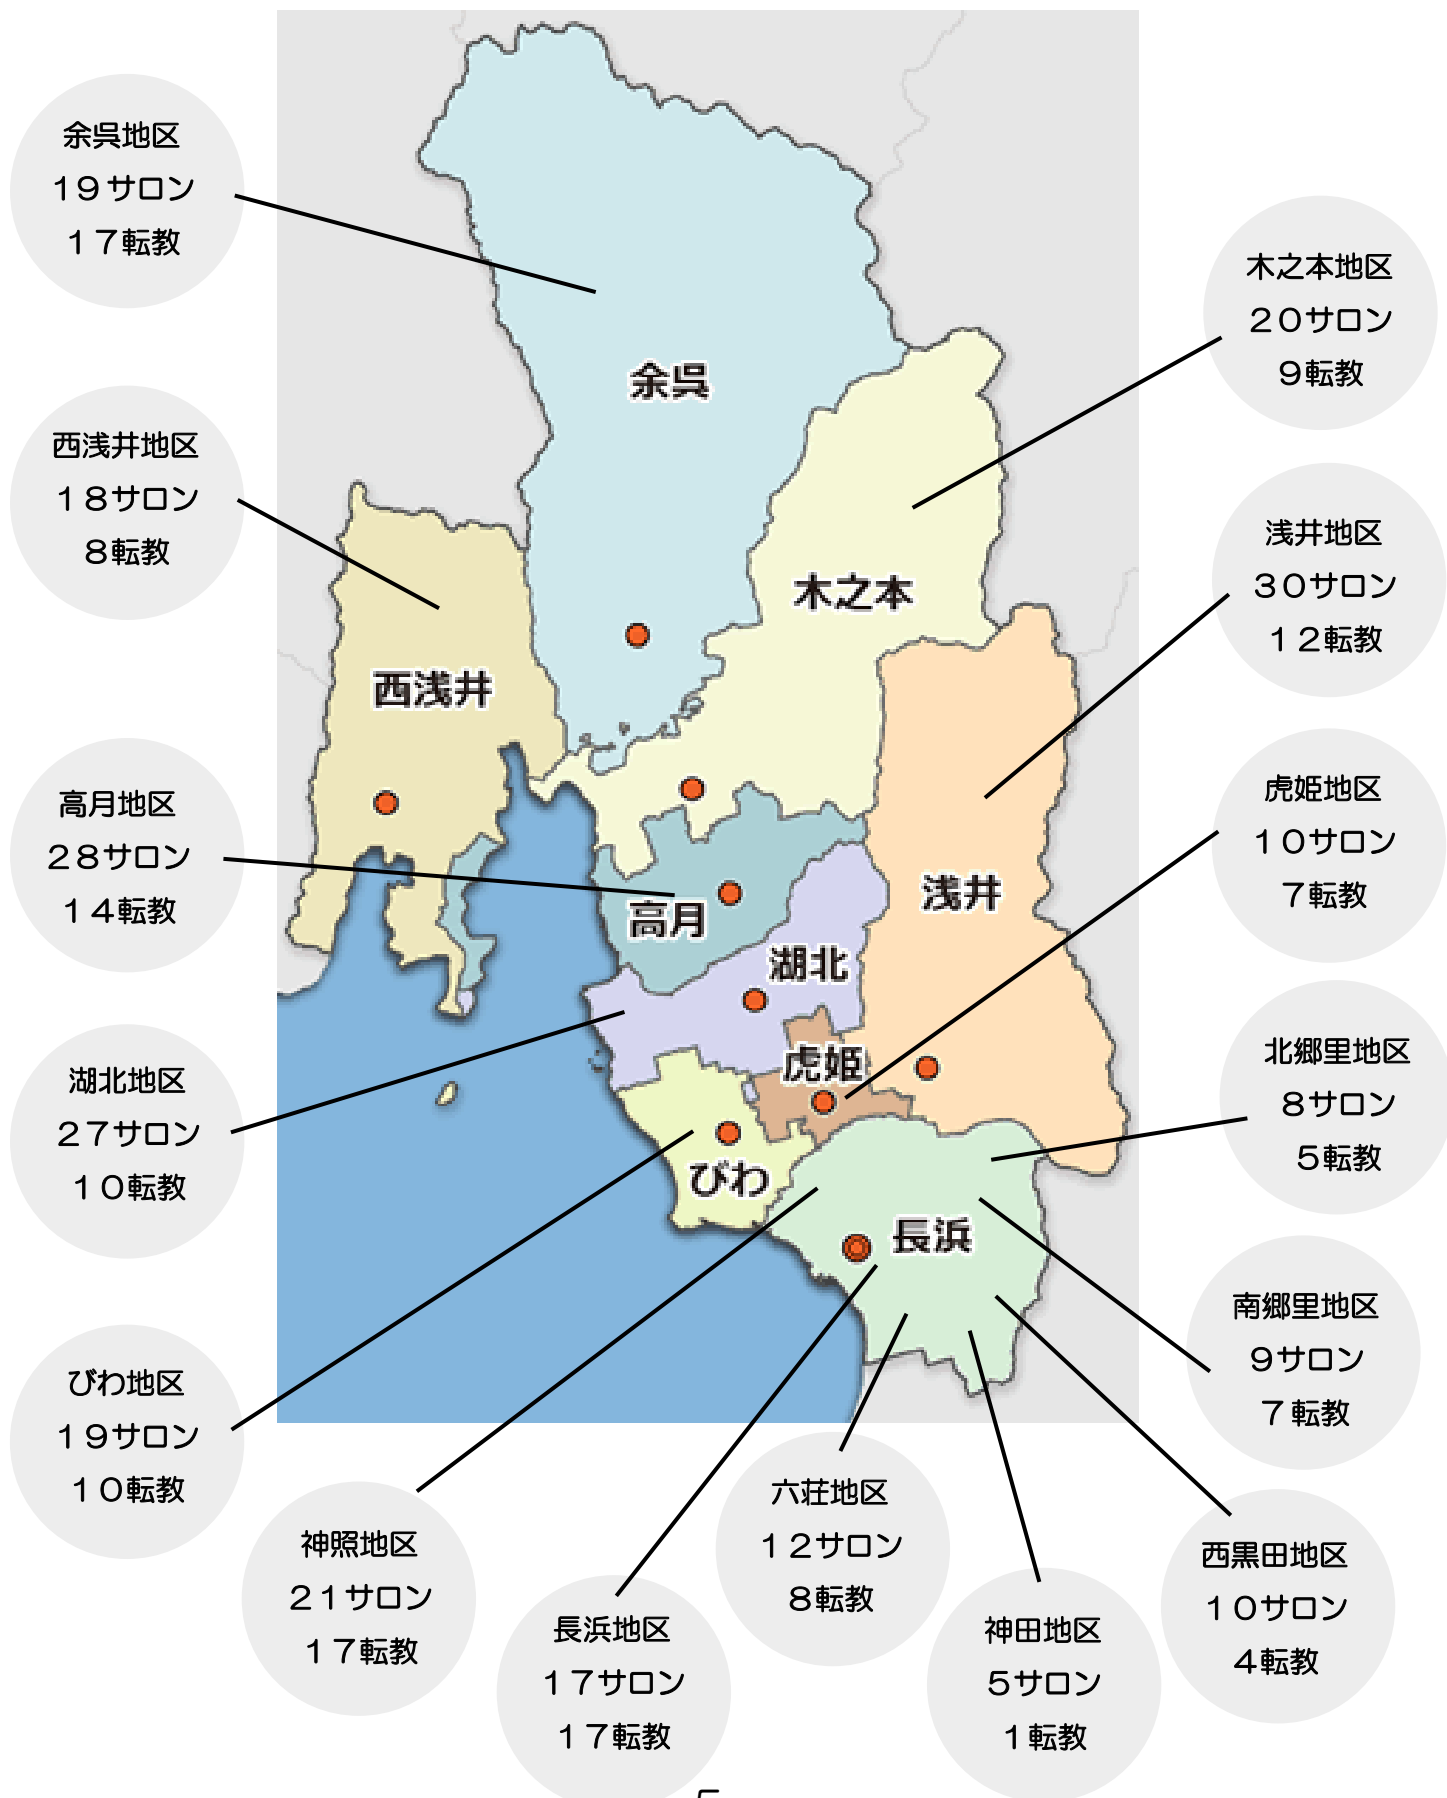 余呉地区
１９サロン
１７転教
西浅井地区
１８サロン
８転教
高月地区
２８サロン
１４転教
湖北地区
２７サロン
１０転教
びわ地区
１９サロン
１０転教
神照地区
２１サロン
１７転教
長浜地区
１７サロン
１７転教
六荘地区
１２サロン
８転教
神田地区
５サロン
１転教
西黒田地区
１０サロン
４転教
南郷里地区
９サロン
７転教
北郷里地区
８サロン
５転教
虎姫地区
１０サロン
７転教
浅井地区
３０サロン
１２転教
木之本地区
２０サロン
９転教
余呉
木之本
西浅井
浅井
高月
湖北
虎姫
びわ
長浜